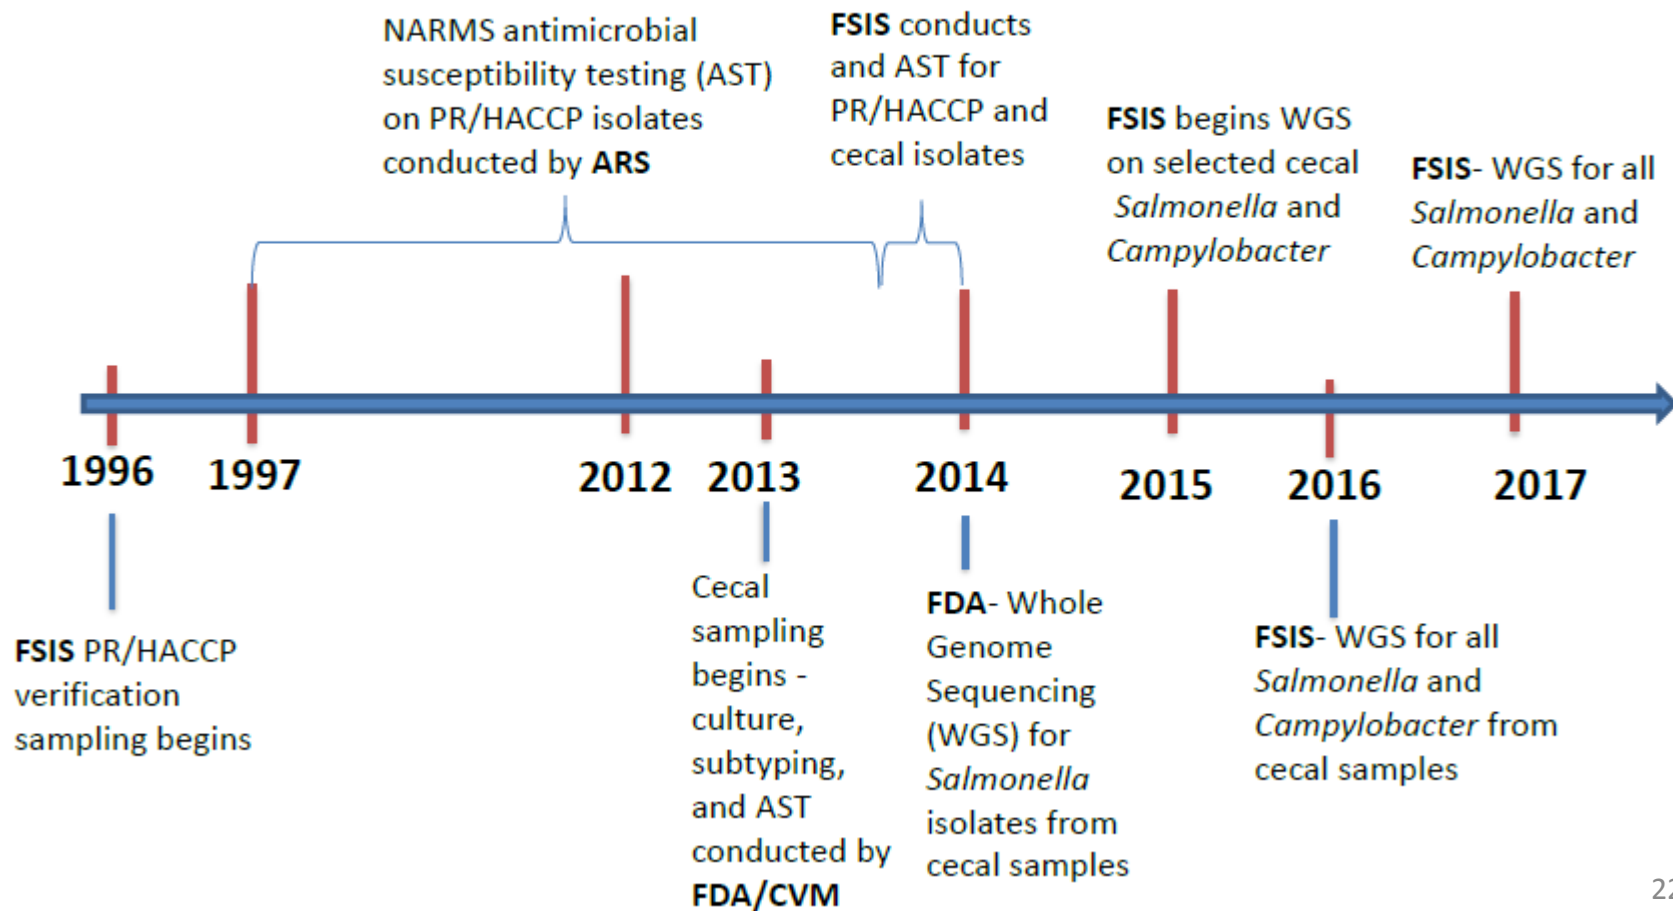 NARMS antimicrobial
susceptibility testing (AST)
on PR/HACCP isolates
conducted by ARS
FSIS conducts
and AST for
PR/HACCP and
cecal isolates
FSIS begins WGS
on selected cecal
Salmonella and
Campylobacter
FSIS- WGS for all
Salmonella and
Campylobacter
1996
1997
2012
2013
2014
2015
2016
2017
FSIS PR/HACCP
verification
sampling begins
Cecal
sampling
begins -
culture,
subtyping,
and AST
conducted by
FDA/CVM
FDA- Whole
Genome
Sequencing
(WGS) for
Salmonella
isolates from
cecal samples
FSIS- WGS for all
Salmonella and
Campylobacter from
cecal samples
22